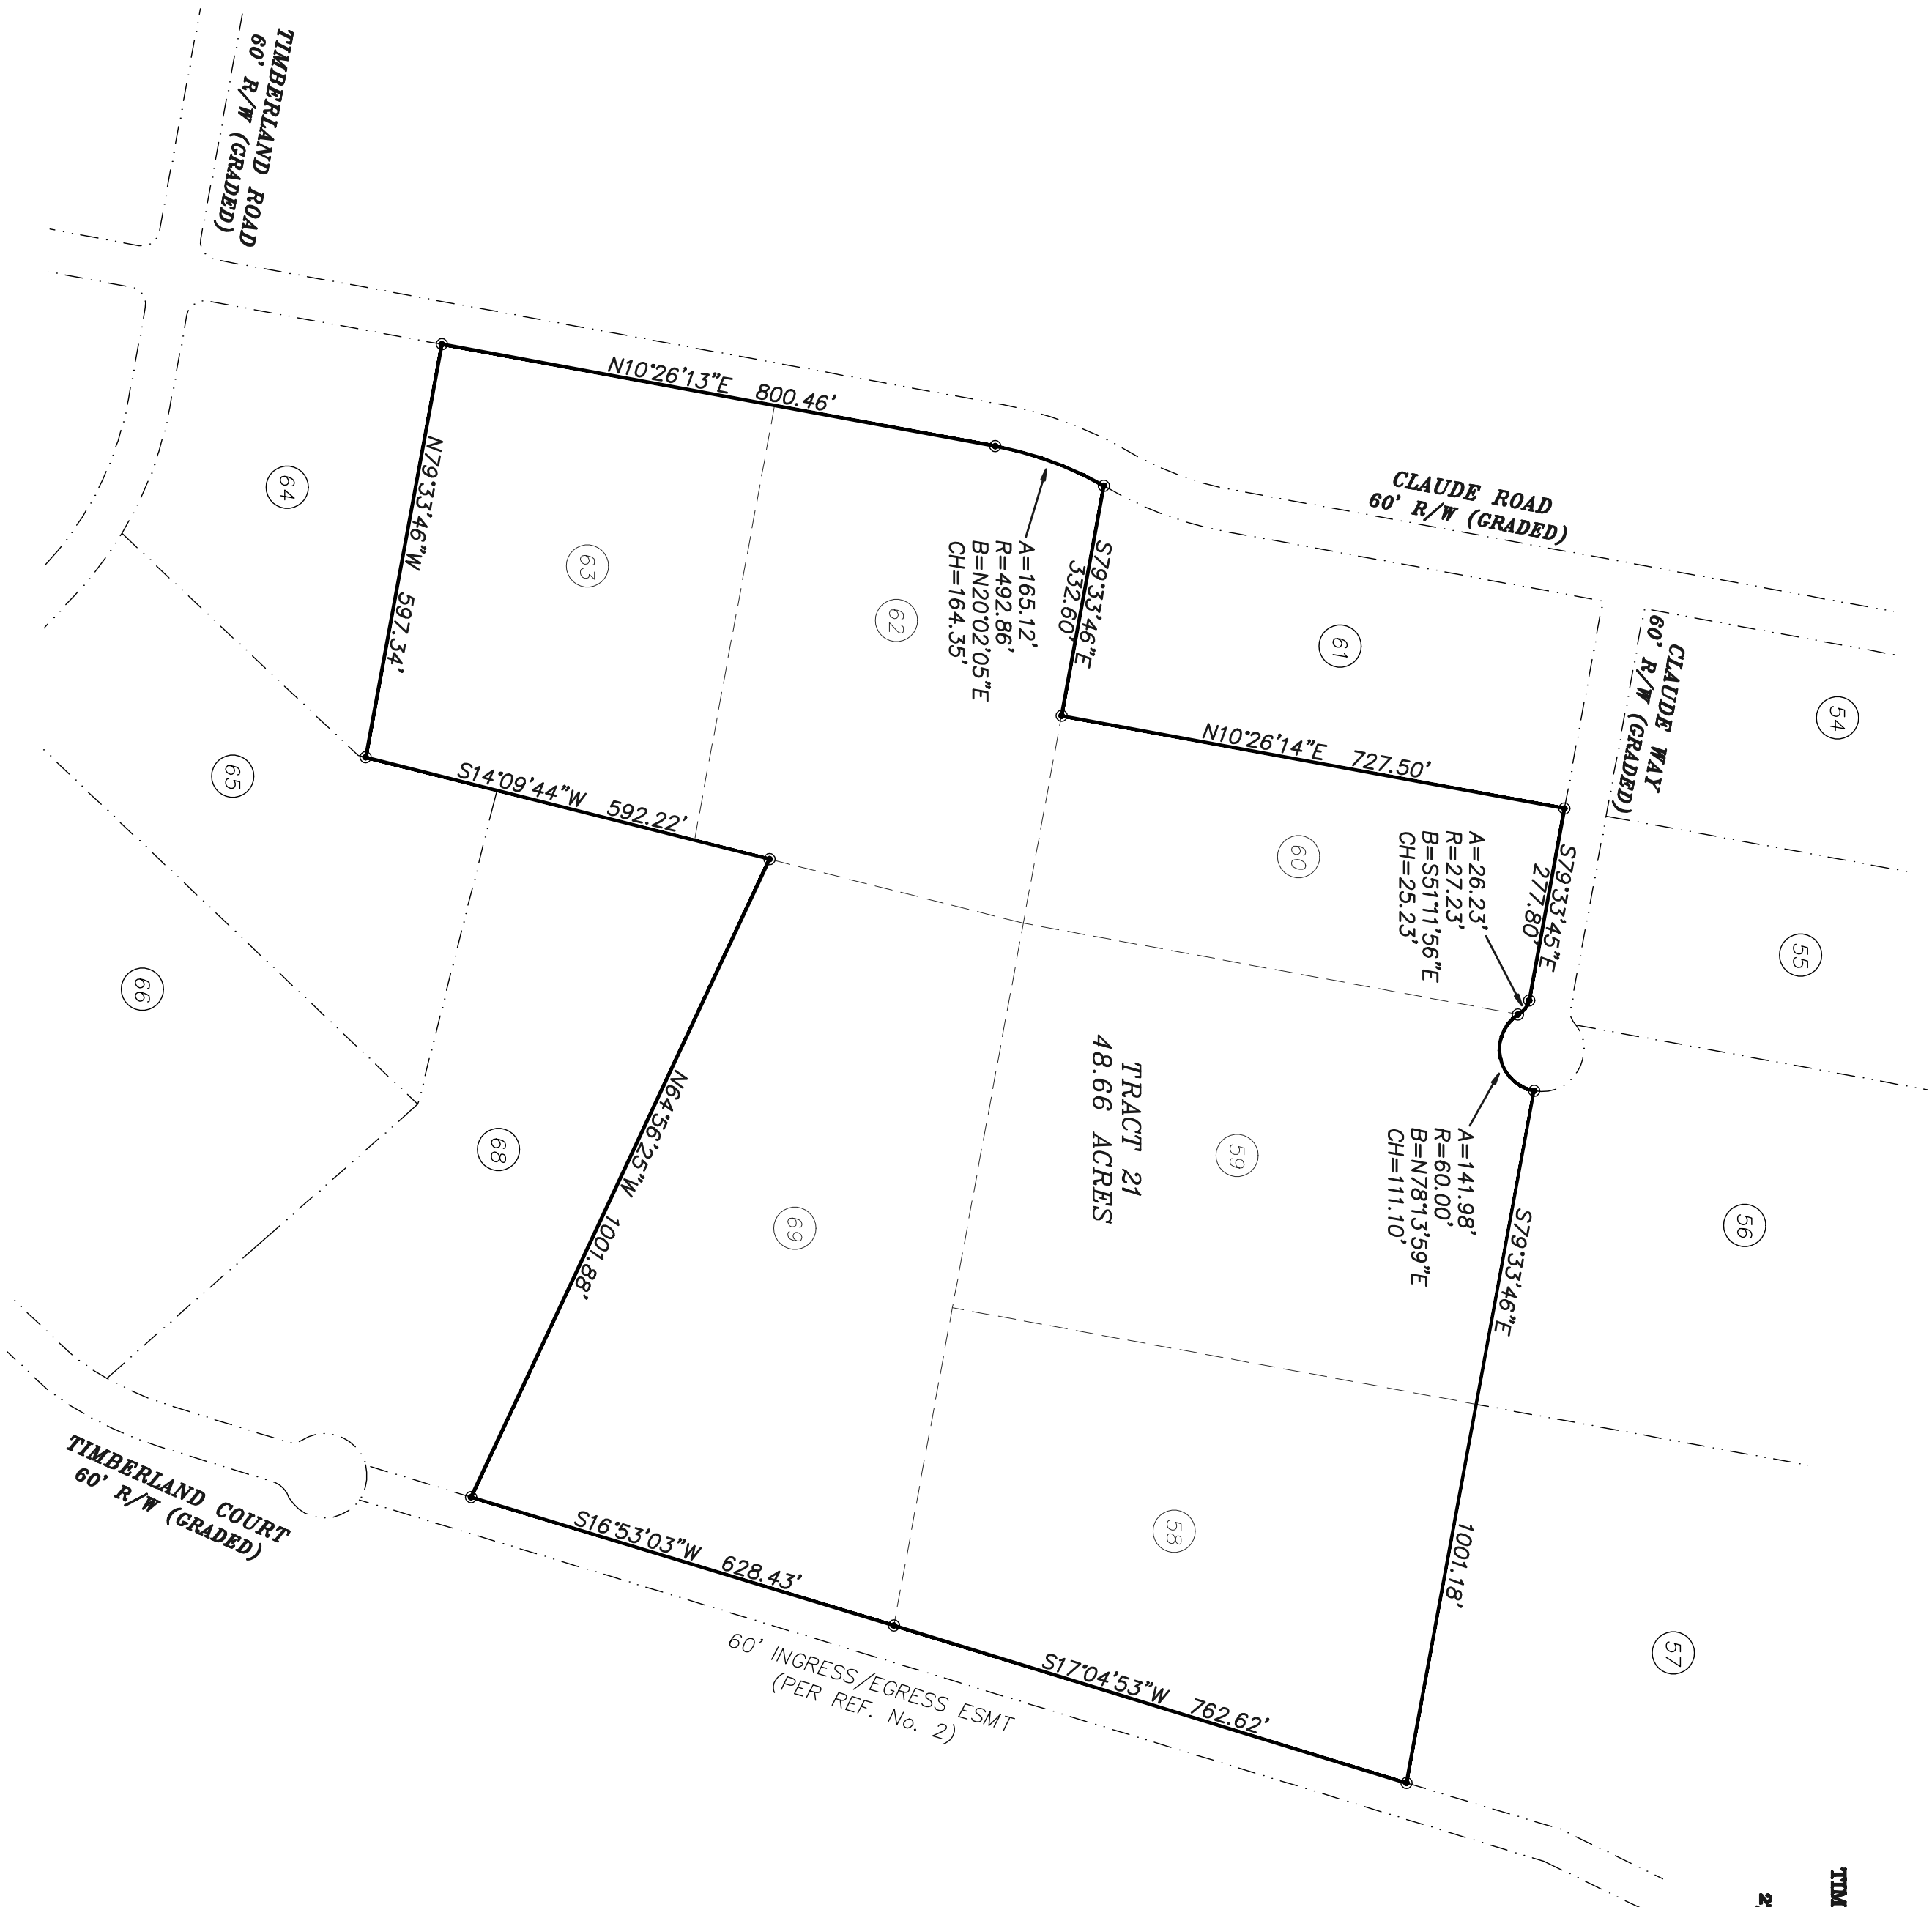 TIMBERLAND ROAD
60' R/W (GRADED)
CLAUDE ROAD
60' R/W (GRADED)
CLAUDE WAY
60' R/W (GRADED)
54
55
56
57
61
N10°26'13"E 800.46'
A=165.12'
R=492.86'
B=N20°02'05"E
CH=164.35'
S79°33'46"E
332.60'
N10°26'14"E 727.50'
S79°33'45"E
277.80'
A=26.23'
R=27.23'
B=S51°11'56"E
CH=25.23'
A=141.98'
R=60.00'
B=N78°13'59"E
CH=111.10'
S79°33'46"E 1001.18'
64
63
62
60
N79°33'46"W 597.34'
S14°09'44"W 592.22'
65
66
68
69
59
58
TRACT 21
48.66 ACRES
N64°56'25"W 1001.88'
S16°53'03"W 628.43'
S17°04'53"W 762.62'
60' INGRESS/EGRESS ESMT
(PER REF. No. 2)
TIMBERLAND COURT
60' R/W (GRADED)